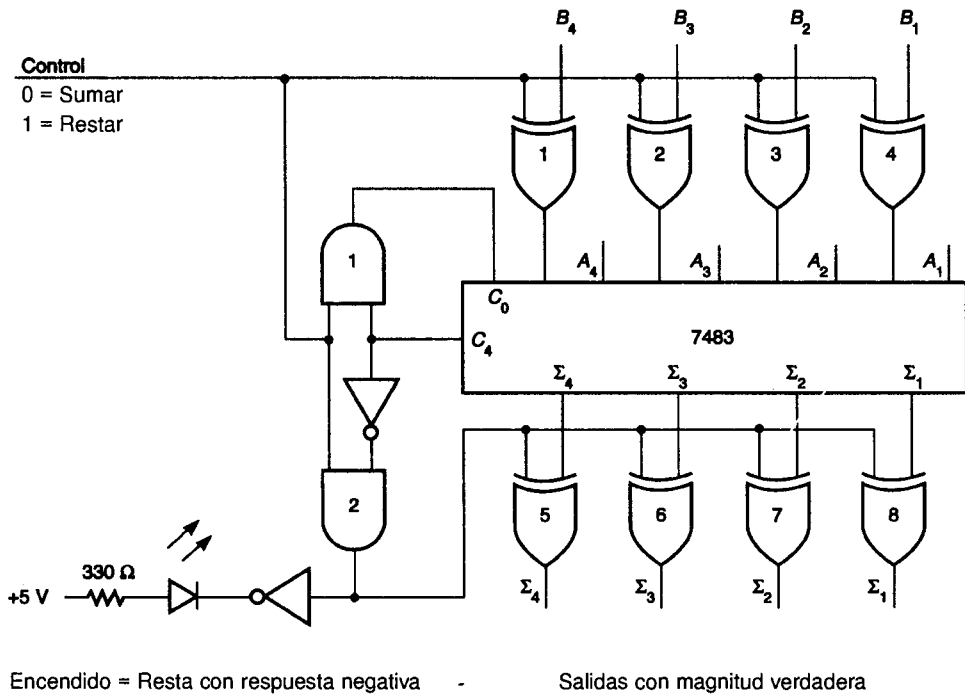 B₄ B₃ B₂ B₁
Control
0 = Sumar
1 = Restar
1 2 3 4
1
A₄ A₃ A₂ A₁
C₀
C₄
7483
Σ₄ Σ₃ Σ₂ Σ₁
2
5 6 7 8
330 Ω
+5 V
Σ₄ Σ₃ Σ₂ Σ₁
Encendido = Resta con respuesta negativa - Salidas con magnitud verdadera